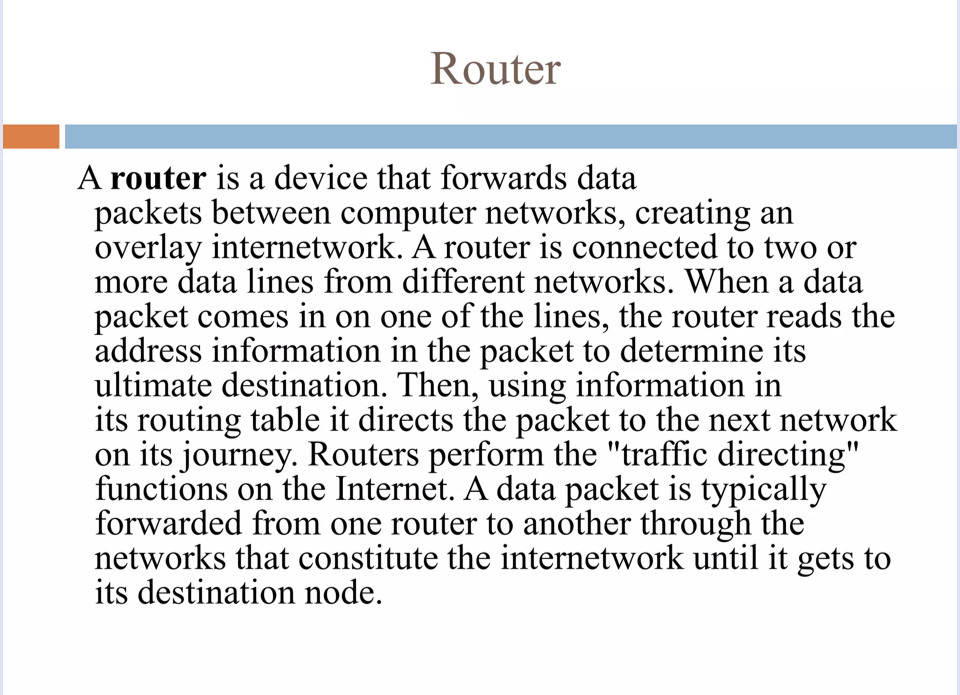 Router
A router is a device that forwards data
packets between computer networks, creating an
overlay internetwork. A router is connected to two or
more data lines from different networks. When a data
packet comes in on one of the lines, the router reads the
address information in the packet to determine its
ultimate destination. Then, using information in
its routing table it directs the packet to the next network
on its journey. Routers perform the "traffic directing"
functions on the Internet. A data packet is typically
forwarded from one router to another through the
networks that constitute the internetwork until it gets to
its destination node.